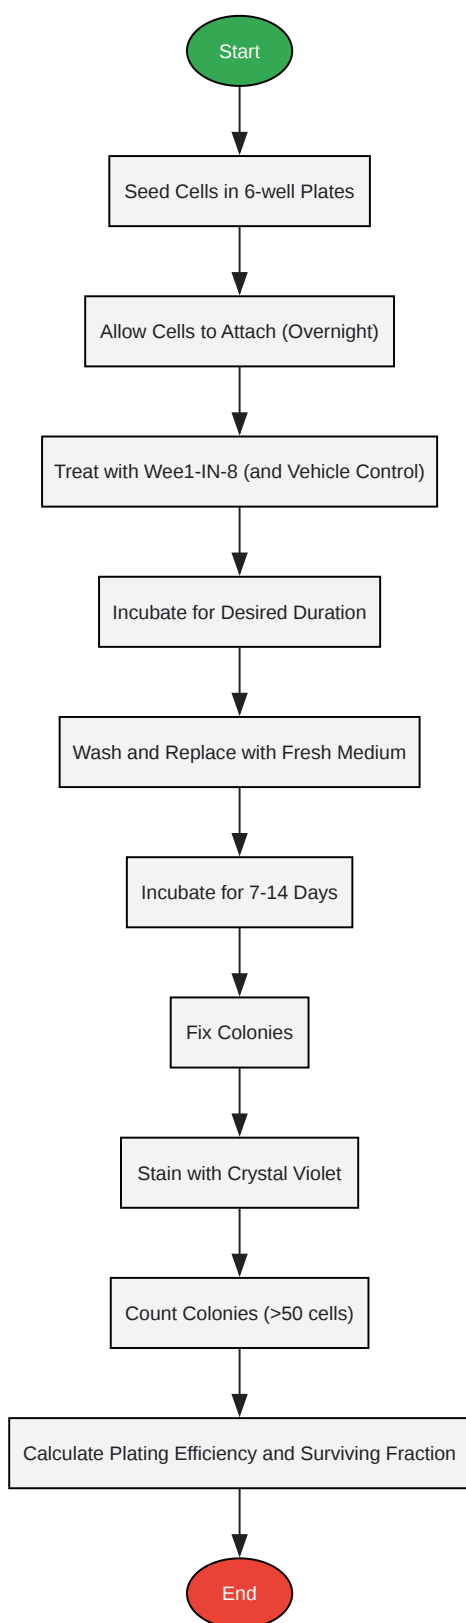 Start
Seed Cells in 6-well Plates
Allow Cells to Attach (Overnight)
Treat with Wee1-IN-8 (and Vehicle Control)
Incubate for Desired Duration
Wash and Replace with Fresh Medium
Incubate for 7-14 Days
Fix Colonies
Stain with Crystal Violet
Count Colonies (>50 cells)
Calculate Plating Efficiency and Surviving Fraction
End